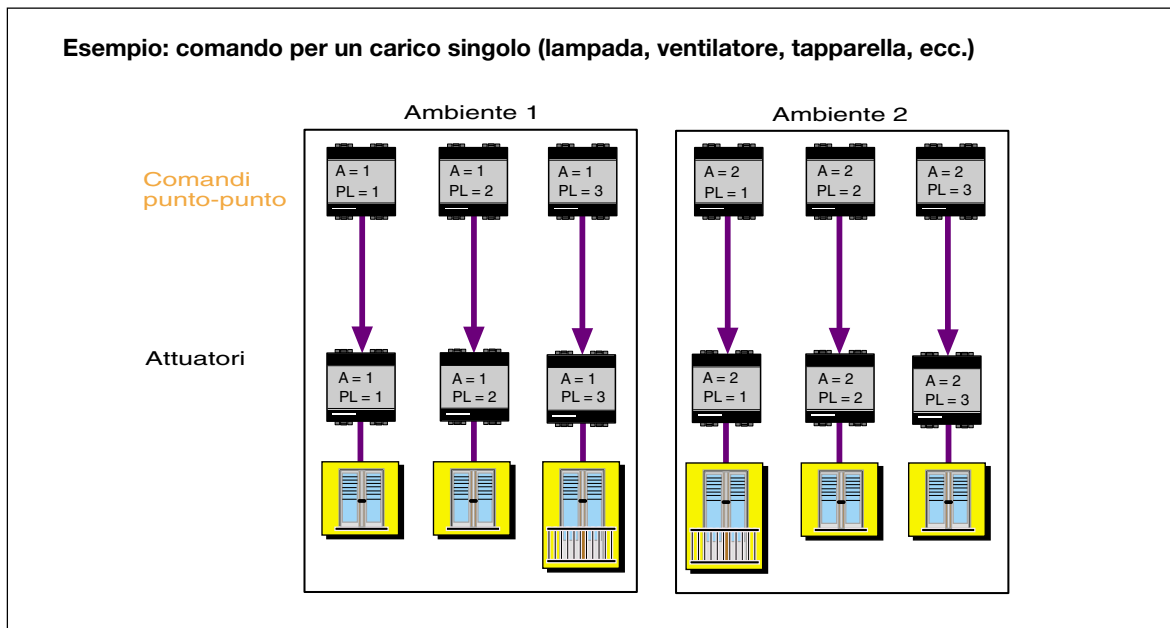 Esempio: comando per un carico singolo (lampada, ventilatore, tapparella, ecc.)
Ambiente 1
Ambiente 2
Comandi
punto-punto
A = 1
PL = 1
A = 1
PL = 2
A = 1
PL = 3
A = 2
PL = 1
A = 2
PL = 2
A = 2
PL = 3
Attuatori
A = 1
PL = 1
A = 1
PL = 2
A = 1
PL = 3
A = 2
PL = 1
A = 2
PL = 2
A = 2
PL = 3